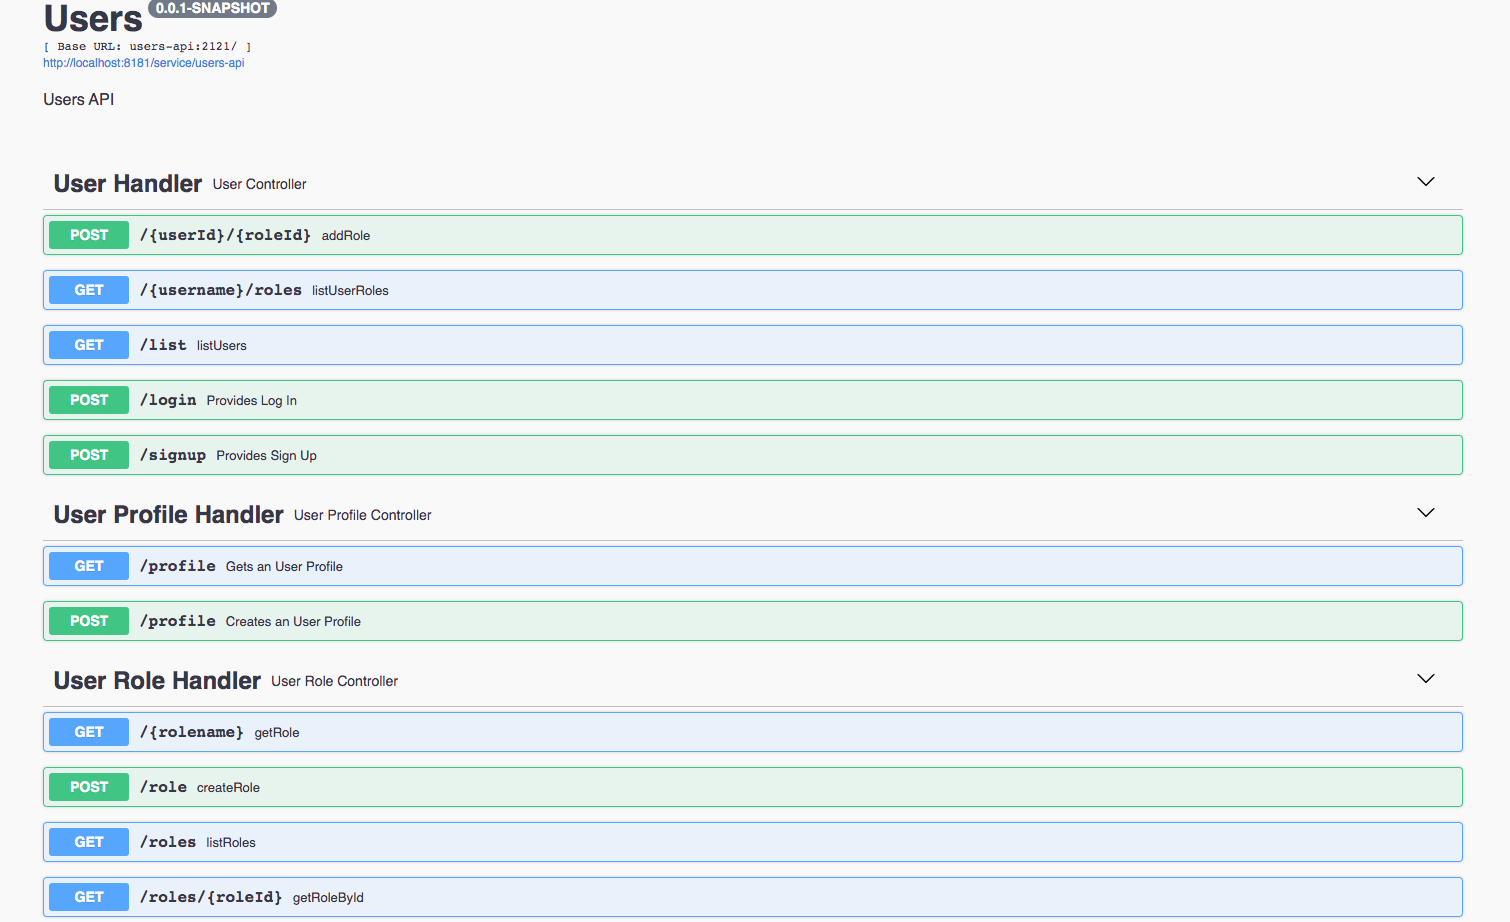 Users 0.0.1-SNAPSHOT
[ Base URL: users-api:2121/ ]
http://localhost:8181/service/users-api
Users API
User Handler User Controller
POST /{userId}/{roleId} addRole
GET /{username}/roles listUserRoles
GET /list listUsers
POST /login Provides Log In
POST /signup Provides Sign Up
User Profile Handler User Profile Controller
GET /profile Gets an User Profile
POST /profile Creates an User Profile
User Role Handler User Role Controller
GET /{rolename} getRole
POST /role createRole
GET /roles listRoles
GET /roles/{roleId} getRoleById